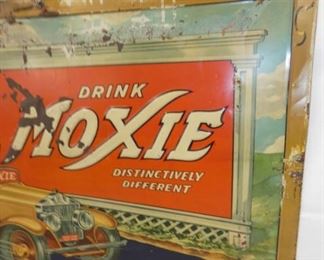 DRINK
MOXIE
DISTINCTIVELY
DIFFERENT